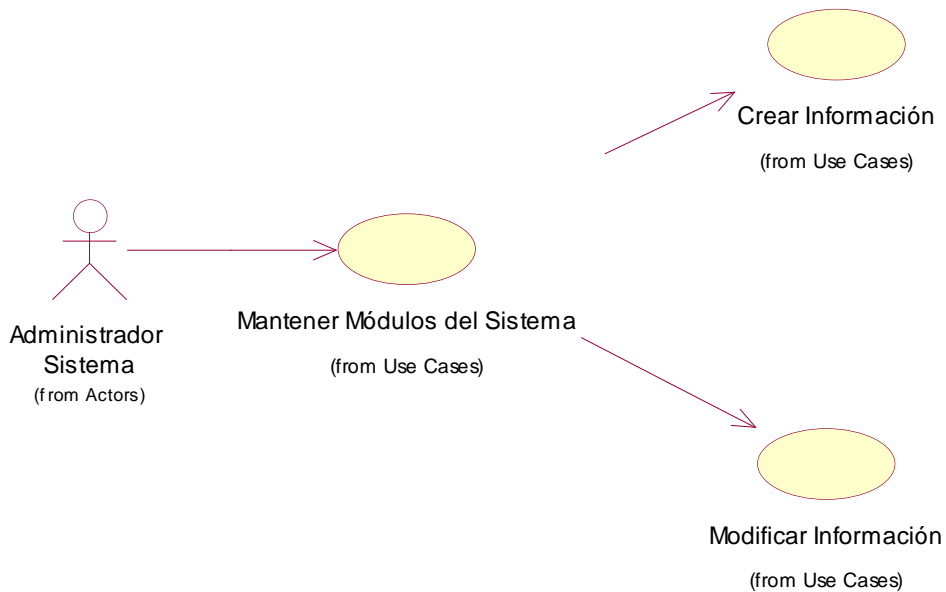 Crear Información
(from Use Cases)
Administrador
Sistema
(from Actors)
Mantener Módulos del Sistema
(from Use Cases)
Modificar Información
(from Use Cases)